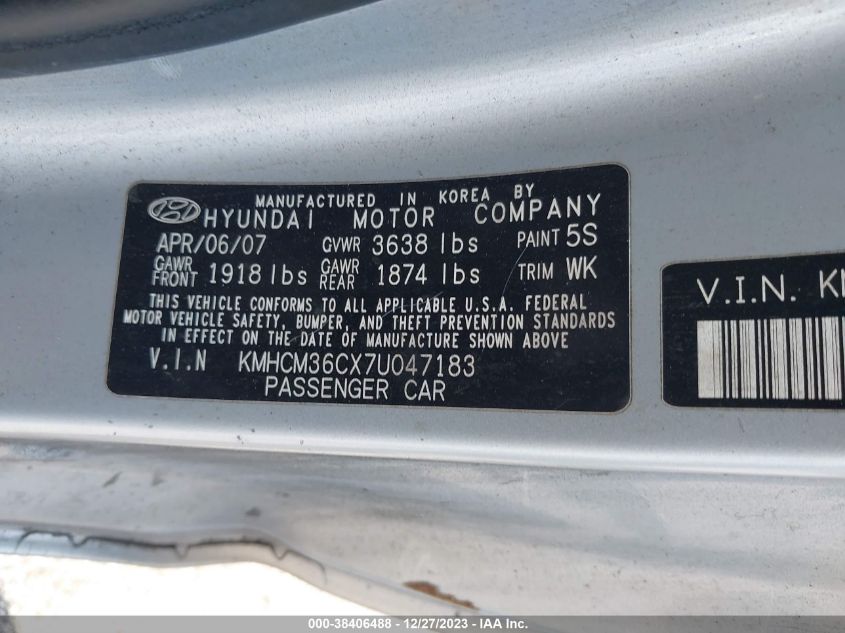 MANUFACTURED IN KOREA BY
HYUNDAI MOTOR COMPANY
APR/06/07 GVWR 3638 lbs PAINT 5S
GAWR FRONT 1918 lbs GAWR REAR 1874 lbs TRIM WK
THIS VEHICLE CONFORMS TO ALL APPLICABLE U.S.A. FEDERAL
MOTOR VEHICLE SAFETY, BUMPER, AND THEFT PREVENTION STANDARDS
IN EFFECT ON THE DATE OF MANUFACTURE SHOWN ABOVE.
V.I.N KMHCM36CX7U047183
PASSENGER CAR
V.I.N. KM
000-38406488 - 12/27/2023 - IAA Inc.